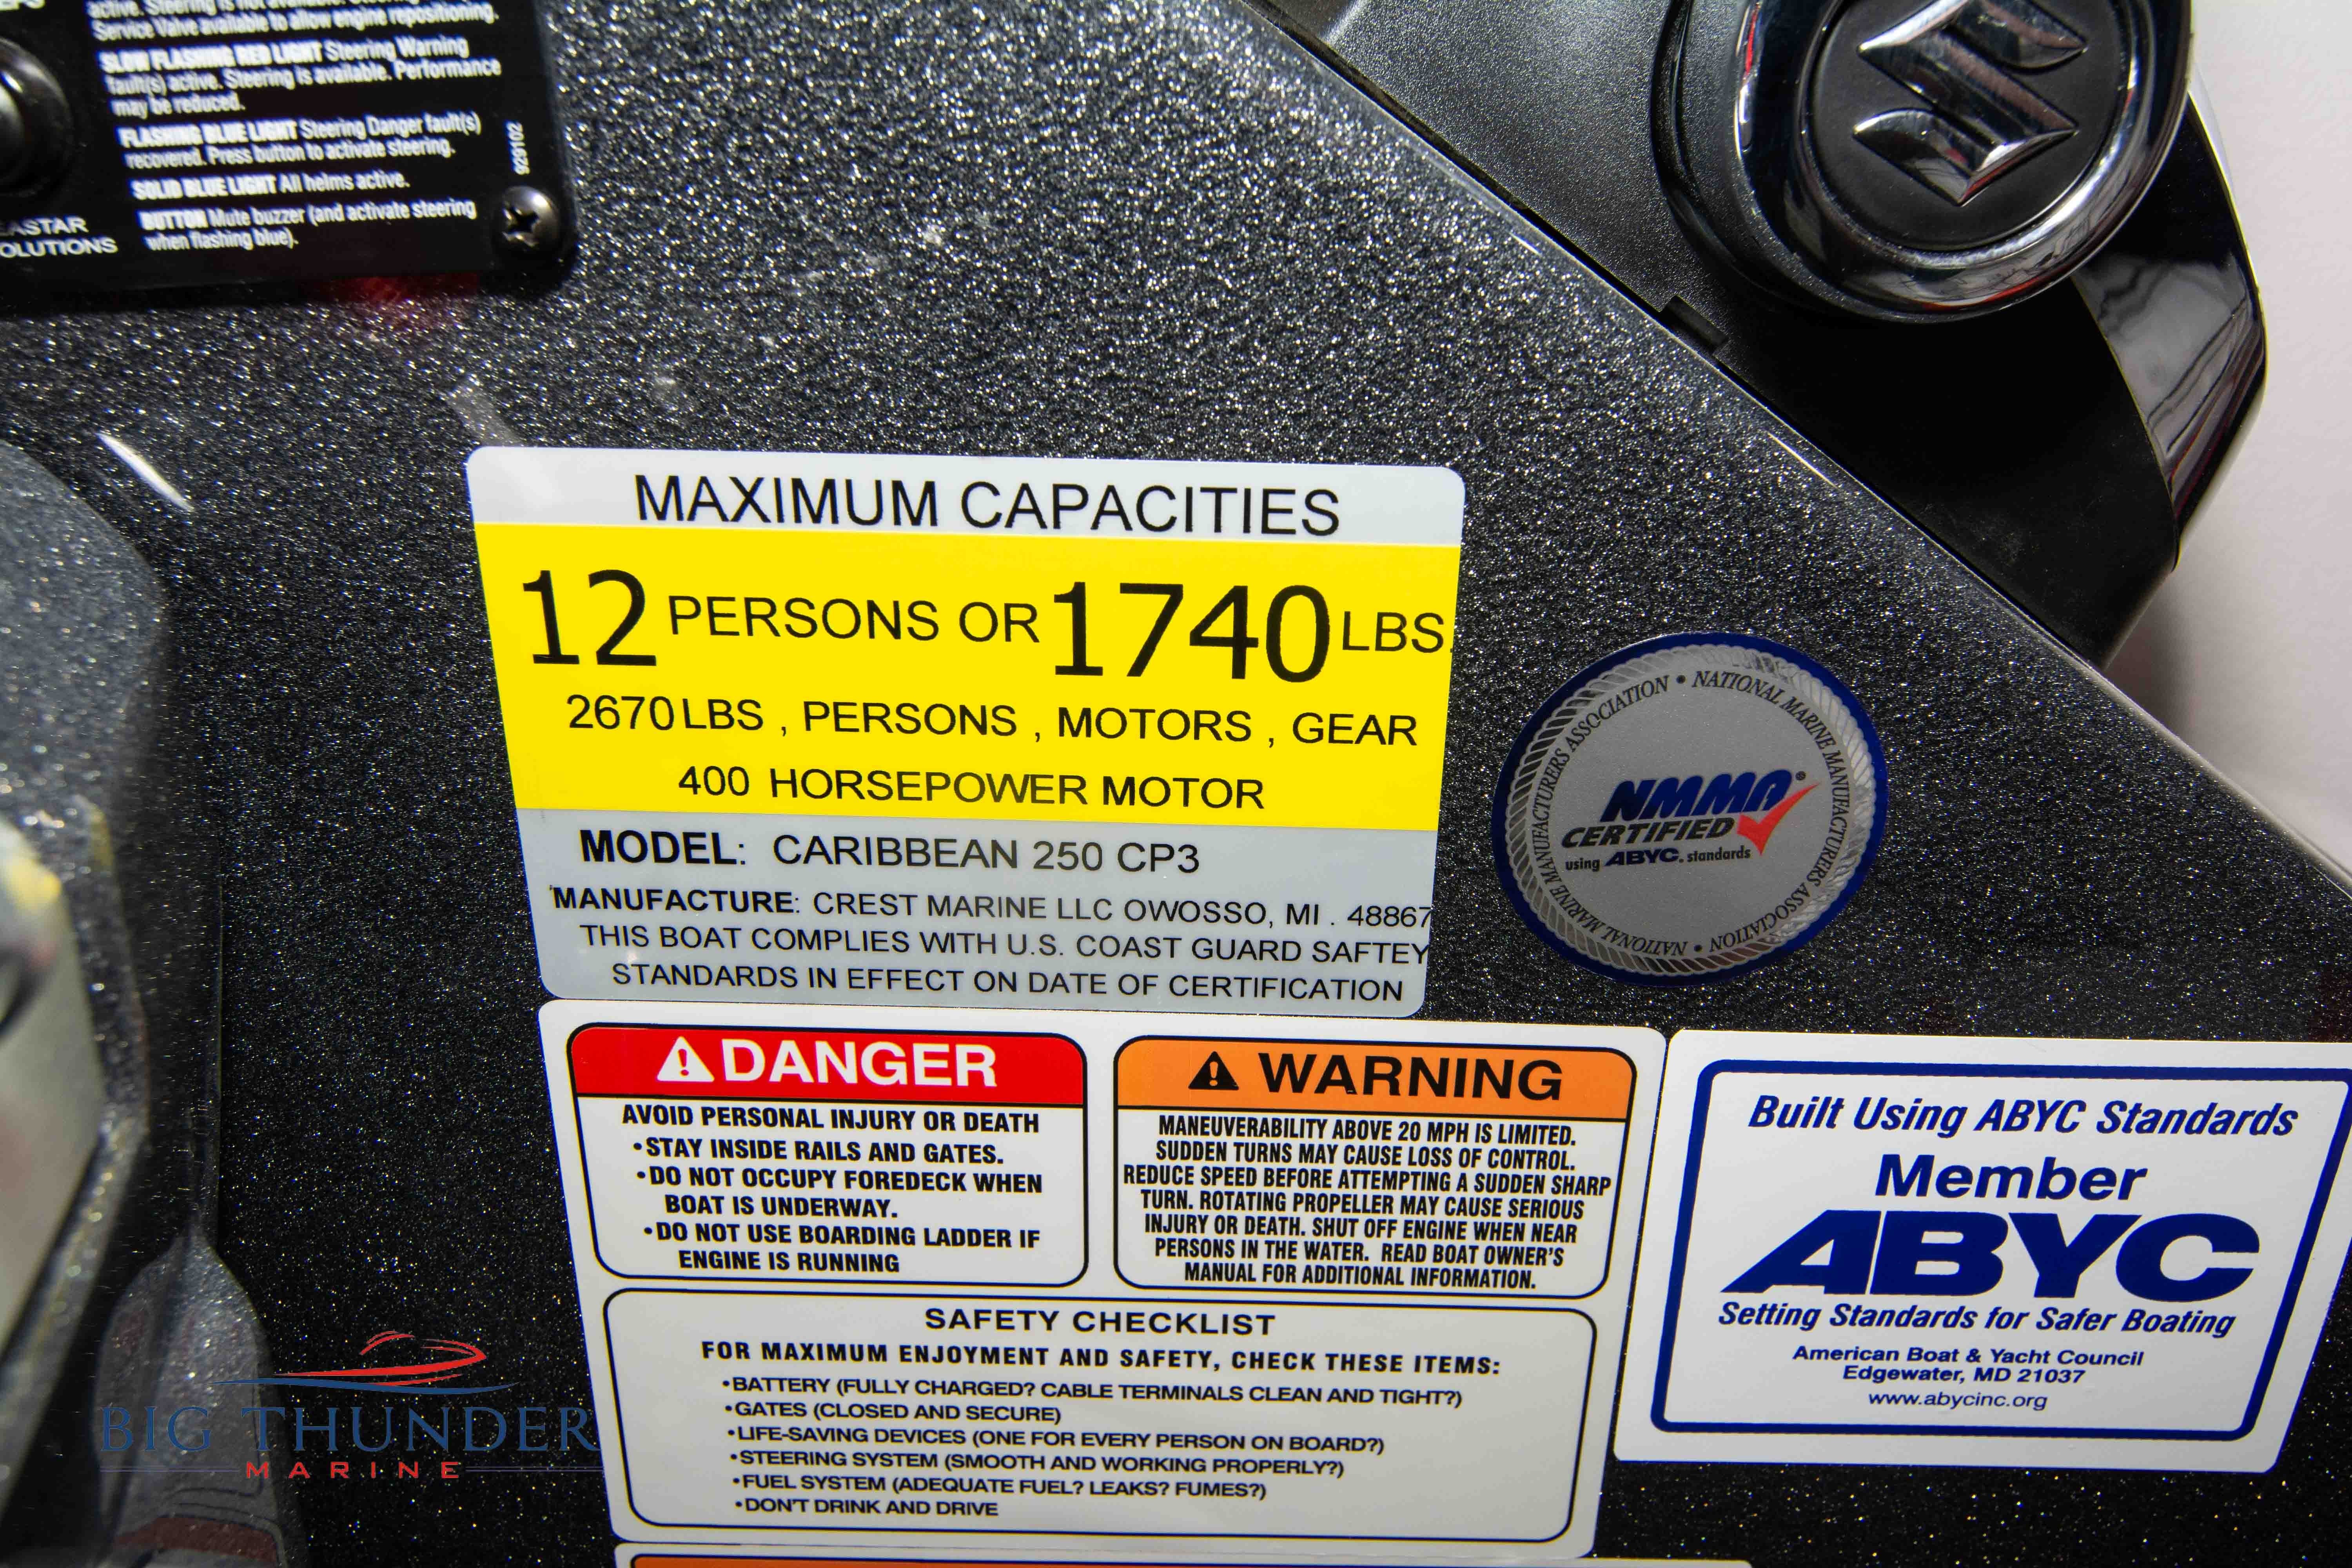 active. Steering is not available. Steering
Service Valve available to allow engine repositioning.
SLOW FLASHING RED LIGHT Steering Warning
fault(s) active. Steering is available. Performance
may be reduced.
FLASHING BLUE LIGHT Steering Danger fault(s)
recovered. Press button to activate steering.
SOLID BLUE LIGHT All helms active.
BUTTON Mute buzzer (and activate steering
when flashing blue).
929102
EASTAR
OLUTIONS
MAXIMUM CAPACITIES
12 PERSONS OR 1740 LBS.
2670 LBS , PERSONS , MOTORS , GEAR
400 HORSEPOWER MOTOR
MODEL: CARIBBEAN 250 CP3
MANUFACTURE: CREST MARINE LLC OWOSSO, MI . 48867
THIS BOAT COMPLIES WITH U.S. COAST GUARD SAFTEY
STANDARDS IN EFFECT ON DATE OF CERTIFICATION
NATIONAL MARINE MANUFACTURERS ASSOCIATION • NATIONAL MARINE MANUFACTURERS ASSOCIATION •
NMMA®
CERTIFIED
using ABYC. standards
DANGER
AVOID PERSONAL INJURY OR DEATH
•STAY INSIDE RAILS AND GATES.
•DO NOT OCCUPY FOREDECK WHEN
BOAT IS UNDERWAY.
•DO NOT USE BOARDING LADDER IF
ENGINE IS RUNNING
WARNING
MANEUVERABILITY ABOVE 20 MPH IS LIMITED.
SUDDEN TURNS MAY CAUSE LOSS OF CONTROL.
REDUCE SPEED BEFORE ATTEMPTING A SUDDEN SHARP
TURN. ROTATING PROPELLER MAY CAUSE SERIOUS
INJURY OR DEATH. SHUT OFF ENGINE WHEN NEAR
PERSONS IN THE WATER. READ BOAT OWNER'S
MANUAL FOR ADDITIONAL INFORMATION.
SAFETY CHECKLIST
FOR MAXIMUM ENJOYMENT AND SAFETY, CHECK THESE ITEMS:
•BATTERY (FULLY CHARGED? CABLE TERMINALS CLEAN AND TIGHT?)
•GATES (CLOSED AND SECURE)
•LIFE-SAVING DEVICES (ONE FOR EVERY PERSON ON BOARD?)
•STEERING SYSTEM (SMOOTH AND WORKING PROPERLY?)
•FUEL SYSTEM (ADEQUATE FUEL? LEAKS? FUMES?)
•DON'T DRINK AND DRIVE
Built Using ABYC Standards
Member
ABYC
Setting Standards for Safer Boating
American Boat & Yacht Council
Edgewater, MD 21037
www.abycinc.org
BIG THUNDER
MARINE